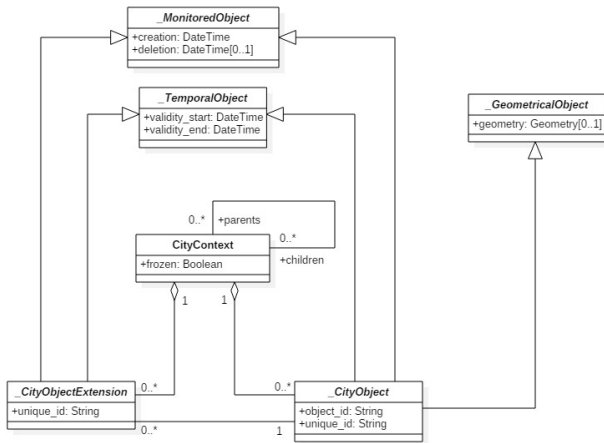 _MonitoredObject
+creation: DateTime
+deletion: DateTime[0..1]
_TemporalObject
+validity_start: DateTime
+validity_end: DateTime
_GeometricalObject
+geometry: Geometry[0..1]
0..*
+parents
CityContext
+frozen: Boolean
0..*
+children
1
1
0..*
0..*
_CityObjectExtension
+unique_id: String
_CityObject
+object_id: String
+unique_id: String
0..*
1